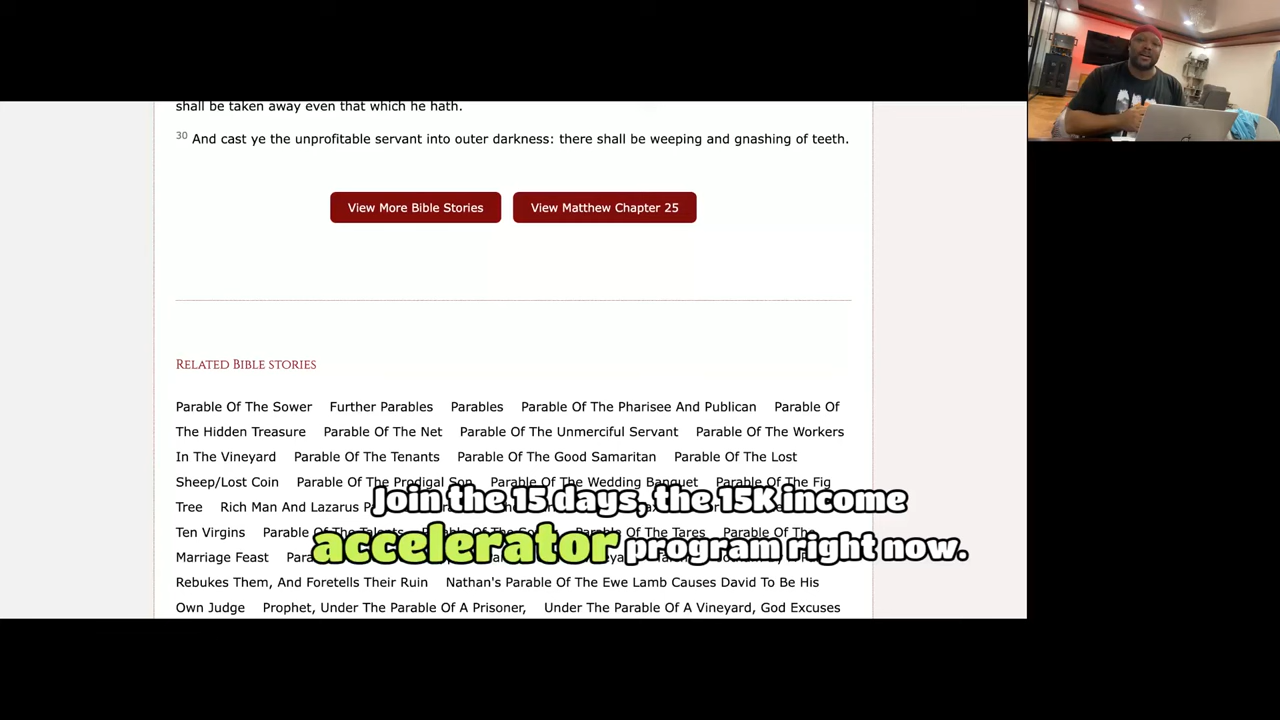 shall be taken away even that which he hath.
30 And cast ye the unprofitable servant into outer darkness: there shall be weeping and gnashing of teeth.
View More Bible Stories View Matthew Chapter 25
Related Bible stories
Parable Of The Sower Further Parables Parables Parable Of The Pharisee And Publican Parable Of
The Hidden Treasure Parable Of The Net Parable Of The Unmerciful Servant Parable Of The Workers
In The Vineyard Parable Of The Tenants Parable Of The Good Samaritan Parable Of The Lost
Sheep/Lost Coin Parable Of The Prodigal Son Parable Of The Wedding Banquet Parable Of The Fig
Tree Rich Man And Lazarus
Join the 15 days, the 15K income
Ten Virgins Parable Of The Talents Parable Of The Tares Parable Of The
accelerator program right now.
Marriage Feast
Rebukes Them, And Foretells Their Ruin Nathan's Parable Of The Ewe Lamb Causes David To Be His
Own Judge Prophet, Under The Parable Of A Prisoner, Under The Parable Of A Vineyard, God Excuses